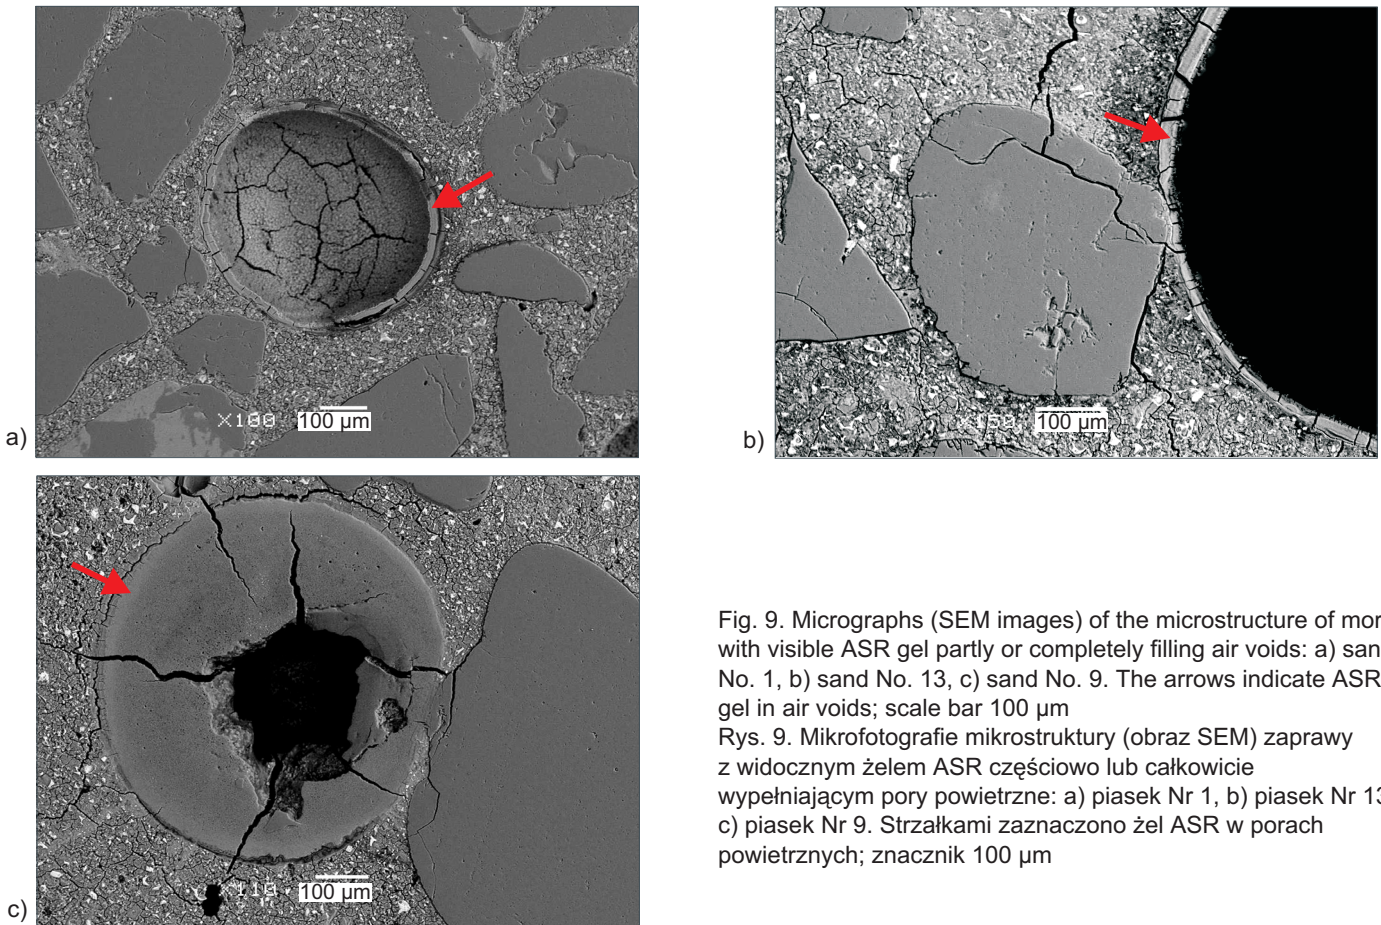 X100 100 µm
a)
X150 100 µm
b)
X110 100 µm
c)
Fig. 9. Micrographs (SEM images) of the microstructure of mor
with visible ASR gel partly or completely filling air voids: a) san
No. 1, b) sand No. 13, c) sand No. 9. The arrows indicate ASR
gel in air voids; scale bar 100 µm
Rys. 9. Mikrofotografie mikrostruktury (obraz SEM) zaprawy
z widocznym żelem ASR częściowo lub całkowicie
wypełniającym pory powietrzne: a) piasek Nr 1, b) piasek Nr 13
c) piasek Nr 9. Strzałkami zaznaczono żel ASR w porach
powietrznych; znacznik 100 µm